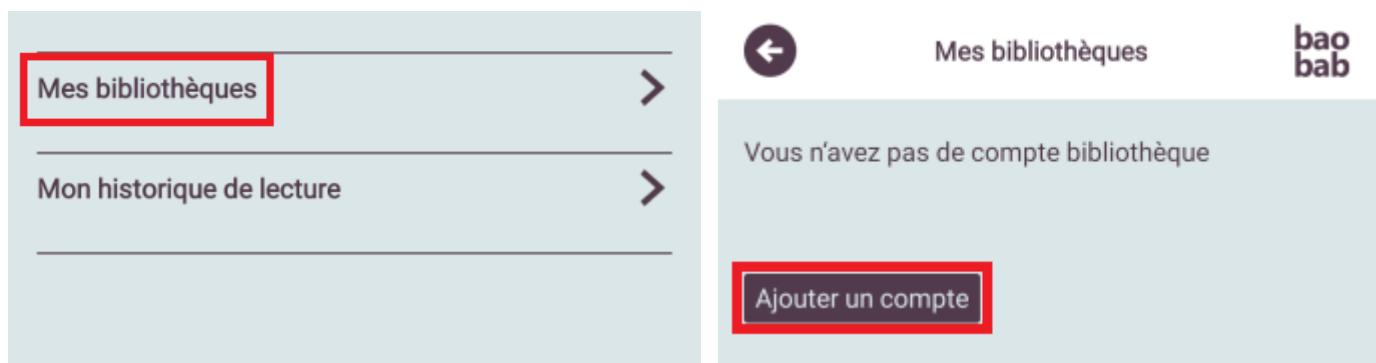 Mes bibliothèques
Mon historique de lecture
Mes bibliothèques
bao
bab
Vous n'avez pas de compte bibliothèque
Ajouter un compte